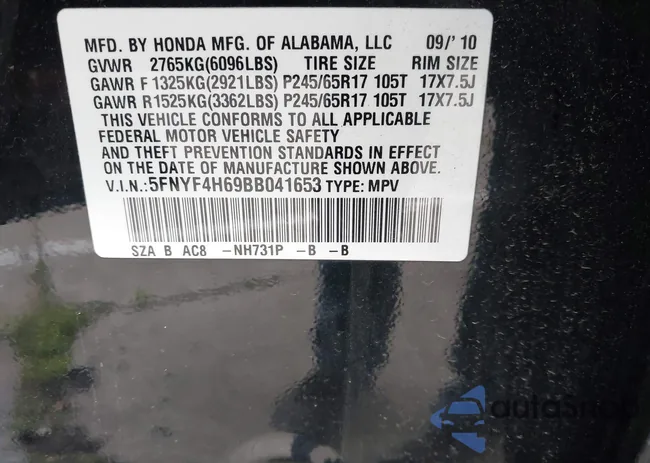 MFD. BY HONDA MFG. OF ALABAMA, LLC 09/' 10
GVWR 2765KG(6096LBS) TIRE SIZE RIM SIZE
GAWR F 1325KG(2921LBS) P245/65R17 105T 17X7.5J
GAWR R1525KG(3362LBS) P245/65R17 105T 17X7.5J
THIS VEHICLE CONFORMS TO ALL APPLICABLE
FEDERAL MOTOR VEHICLE SAFETY
AND THEFT PREVENTION STANDARDS IN EFFECT
ON THE DATE OF MANUFACTURE SHOWN ABOVE.
V.I.N.:5FNYF4H69BB041653 TYPE: MPV
SZA B AC8 -NH731P -B -B